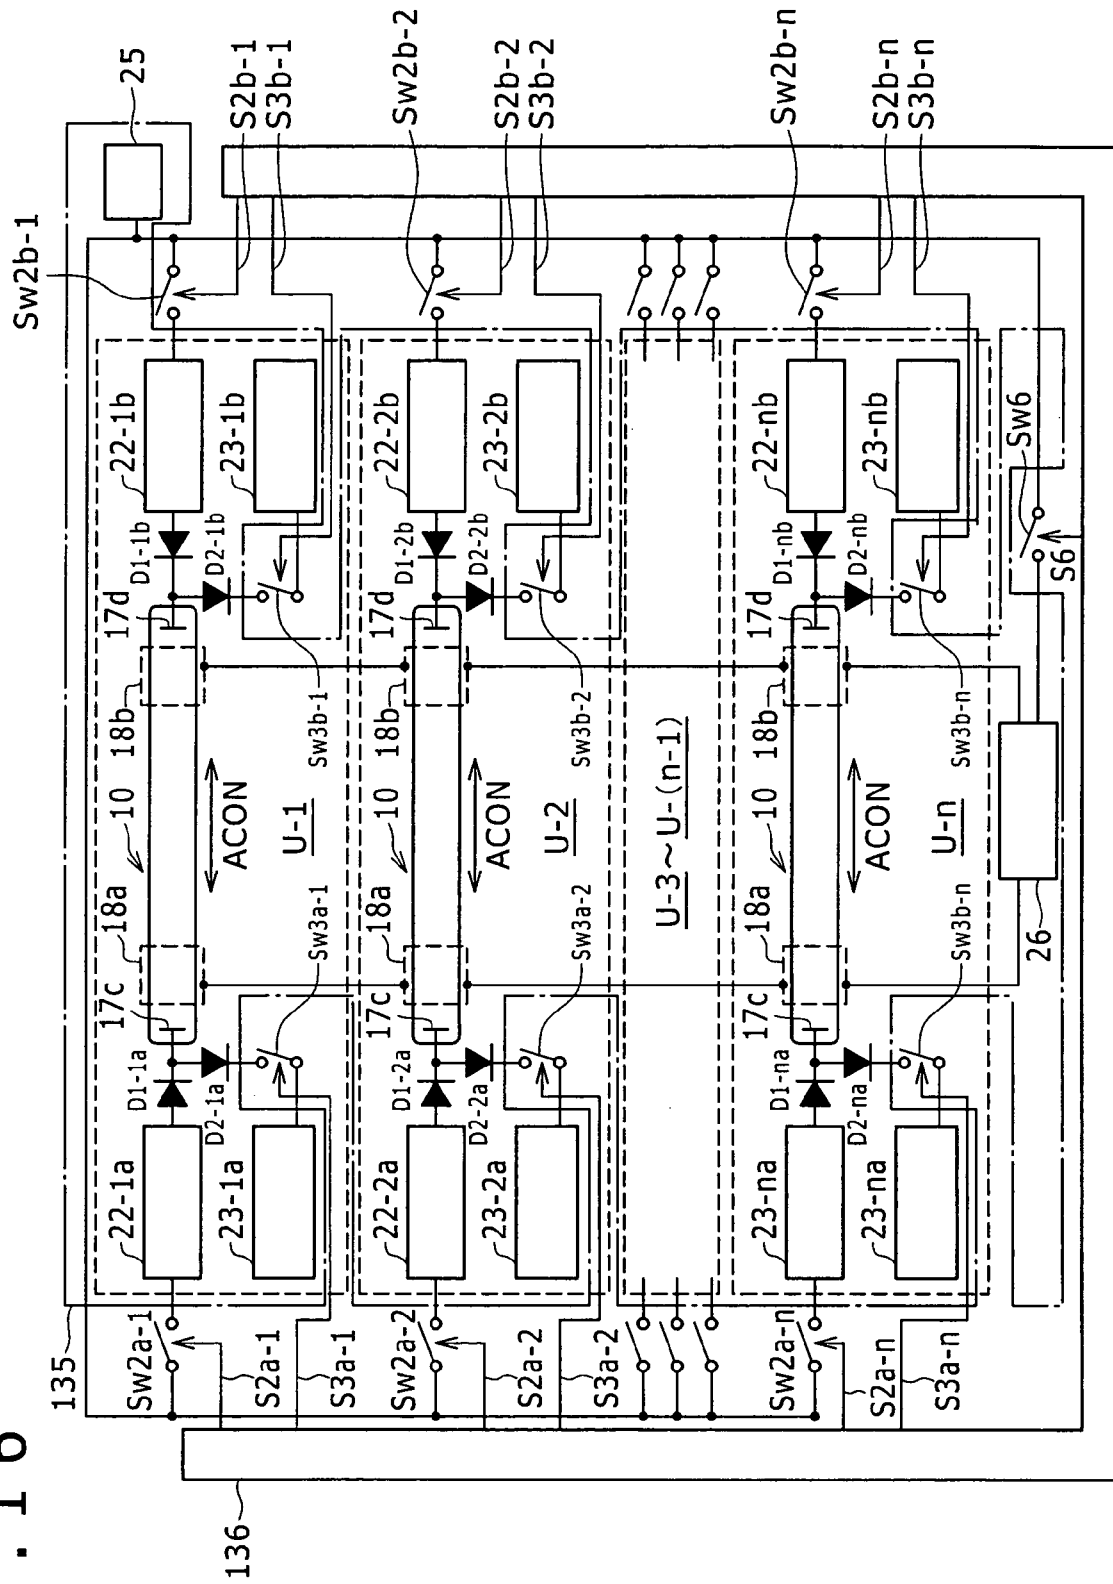 . 16
135
136
25
Sw2b-1
S2b-1
S3b-1
Sw2b-2
S2b-2
S3b-2
Sw2b-n
S2b-n
S3b-n
22-1b
23-1b
D1-1b
D2-1b
17d
18b
Sw3b-1
10
ACON
U-1
18a
17c
Sw3a-1
D1-1a
D2-1a
22-1a
23-1a
Sw2a-1
S2a-1
S3a-1
22-2b
23-2b
D1-2b
D2-2b
17d
18b
Sw3b-2
10
ACON
U-2
18a
17c
Sw3a-2
D1-2a
D2-2a
22-2a
23-2a
Sw2a-2
S2a-2
S3a-2
U-3~U-(n-1)
22-nb
23-nb
D1-nb
D2-nb
17d
18b
Sw3b-n
10
ACON
U-n
18a
17c
Sw3b-n
D1-na
D2-na
23-na
23-na
Sw2a-n
S2a-n
S3a-n
Sw6
S6
26